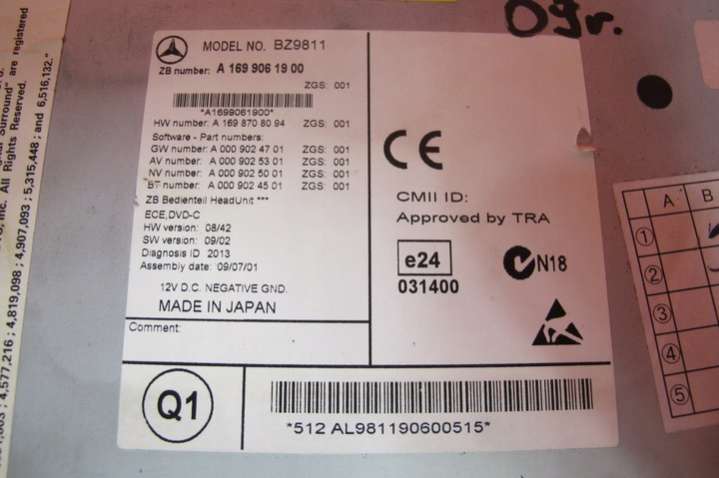 09r.
MODEL NO. BZ9811
ZB number: A 169 906 19 00
ZGS: 001
*A1699061900*
HW number: A 169 870 80 94 ZGS: 001
Software - Part numbers:
GW number: A 000 902 47 01 ZGS: 001
AV number: A 000 902 53 01 ZGS: 001
NV number: A 000 902 50 01 ZGS: 001
BT number: A 000 902 45 01 ZGS: 001
ZB Bedienteil HeadUnit ***
ECE,DVD-C
HW version: 08/42
SW version: 09/02
Diagnosis ID 2013
Assembly date: 09/07/01
12V D.C. NEGATIVE GND.
MADE IN JAPAN
Comment:
CE
CMII ID:
Approved by TRA
e24
031400
N18
Q1
*512 AL981190600515*
Surround" are registered
Inc. All Rights Reserved.
4,577,216 ; 4,819,098 ; 4,907,093 ; 5,315,448 ; and 6,516,132."
A B
1
2
3
4
5